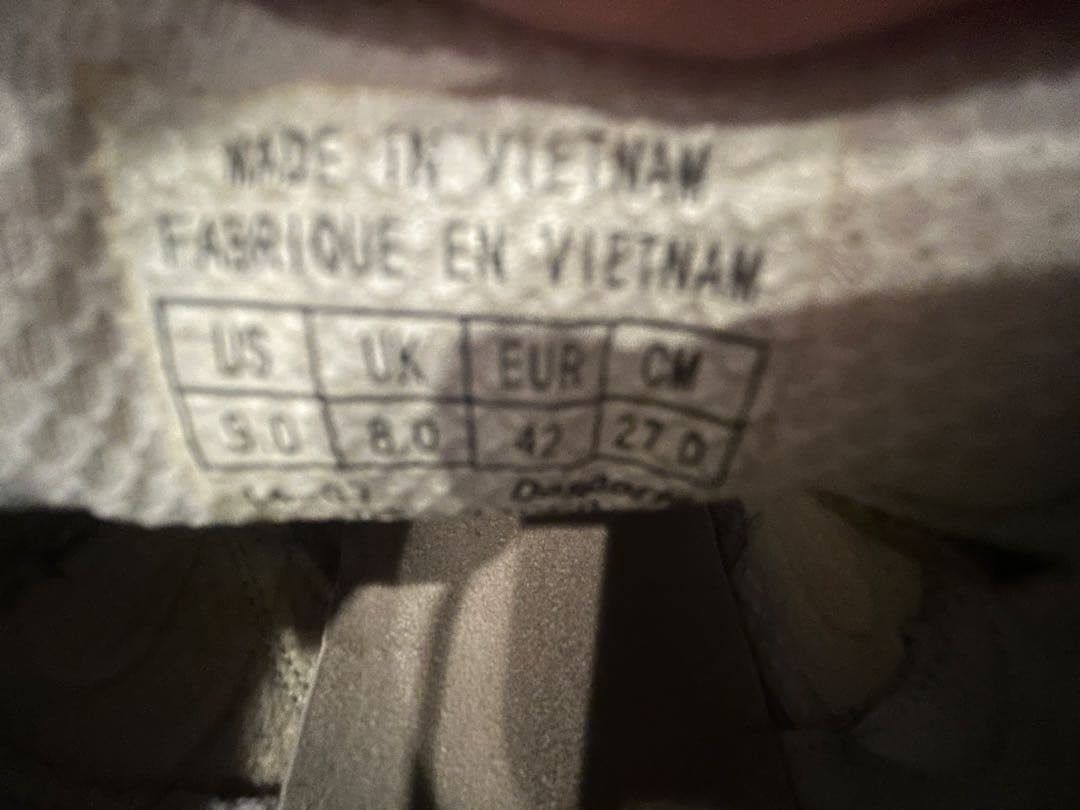 MADE IN VIETNAM
FABRIQUE EN VIETNAM
US UK EUR CM
9.0 8.0 42 27.0